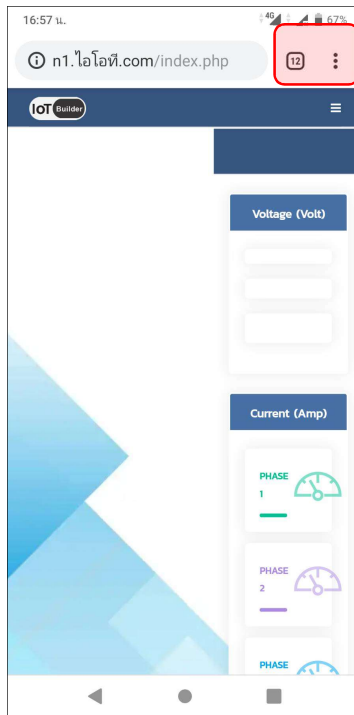 16:57 น.
4G
67%
n1.ไอโอที.com/index.php
12
IOT Builder
Voltage (Volt)
Current (Amp)
PHASE
1
PHASE
2
PHASE